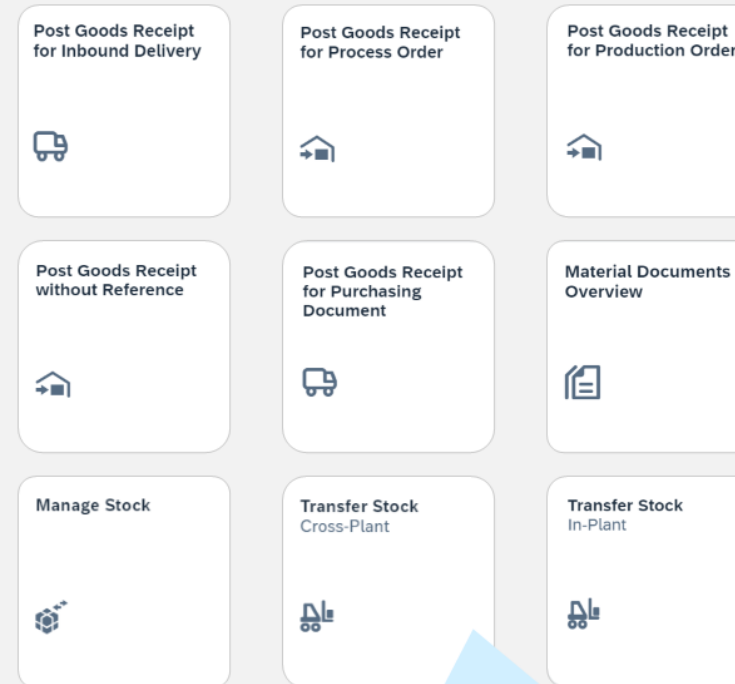 Post Goods Receipt
for Inbound Delivery
Post Goods Receipt
for Process Order
Post Goods Receipt
for Production Order
Post Goods Receipt
without Reference
Post Goods Receipt
for Purchasing
Document
Material Documents
Overview
Manage Stock
Transfer Stock
Cross-Plant
Transfer Stock
In-Plant